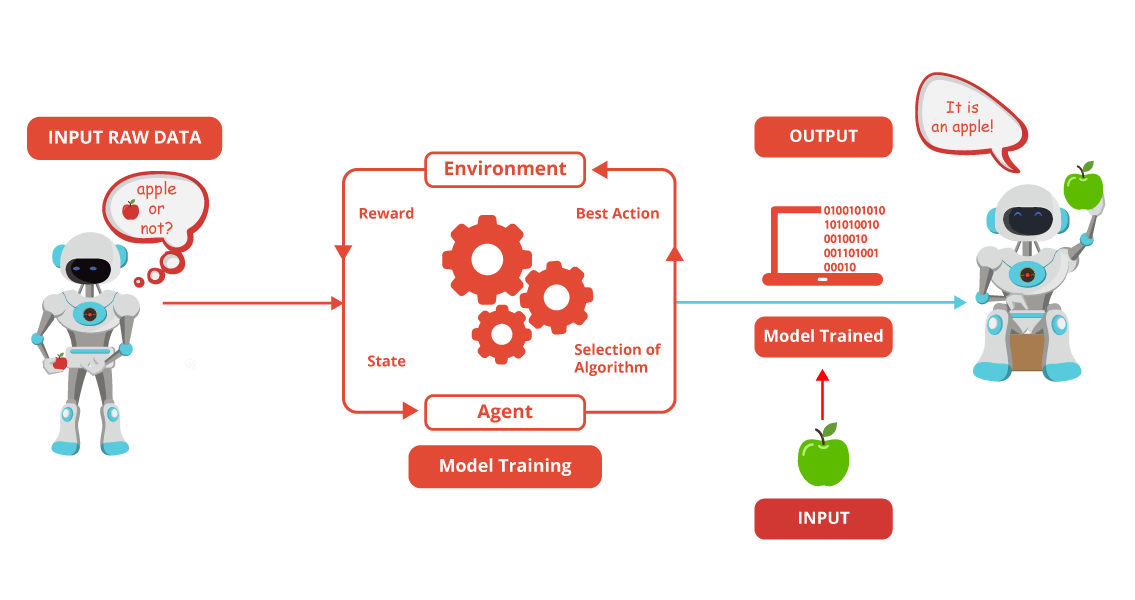 INPUT RAW DATA
apple
or
not?
Environment
Reward
Best Action
State
Selection of
Algorithm
Agent
Model Training
OUTPUT
0100101010
101010010
0010010
001101001
00010
Model Trained
INPUT
It is
an apple!